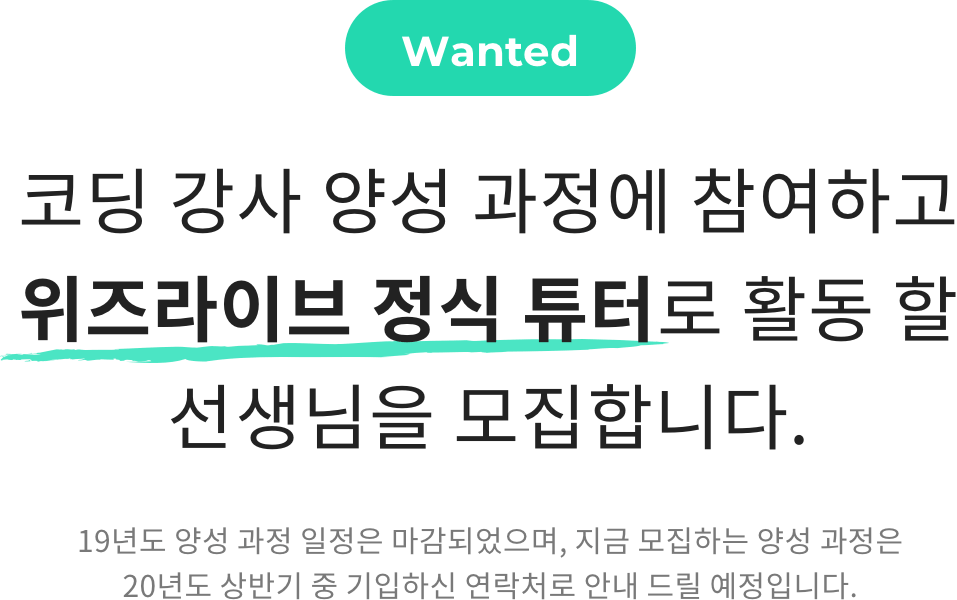 Wanted
코딩 강사 양성 과정에 참여하고
위즈라이브 정식 튜터로 활동 할
선생님을 모집합니다.
19년도 양성 과정 일정은 마감되었으며, 지금 모집하는 양성 과정은
20년도 상반기 중 기입하신 연락처로 안내 드릴 예정입니다.